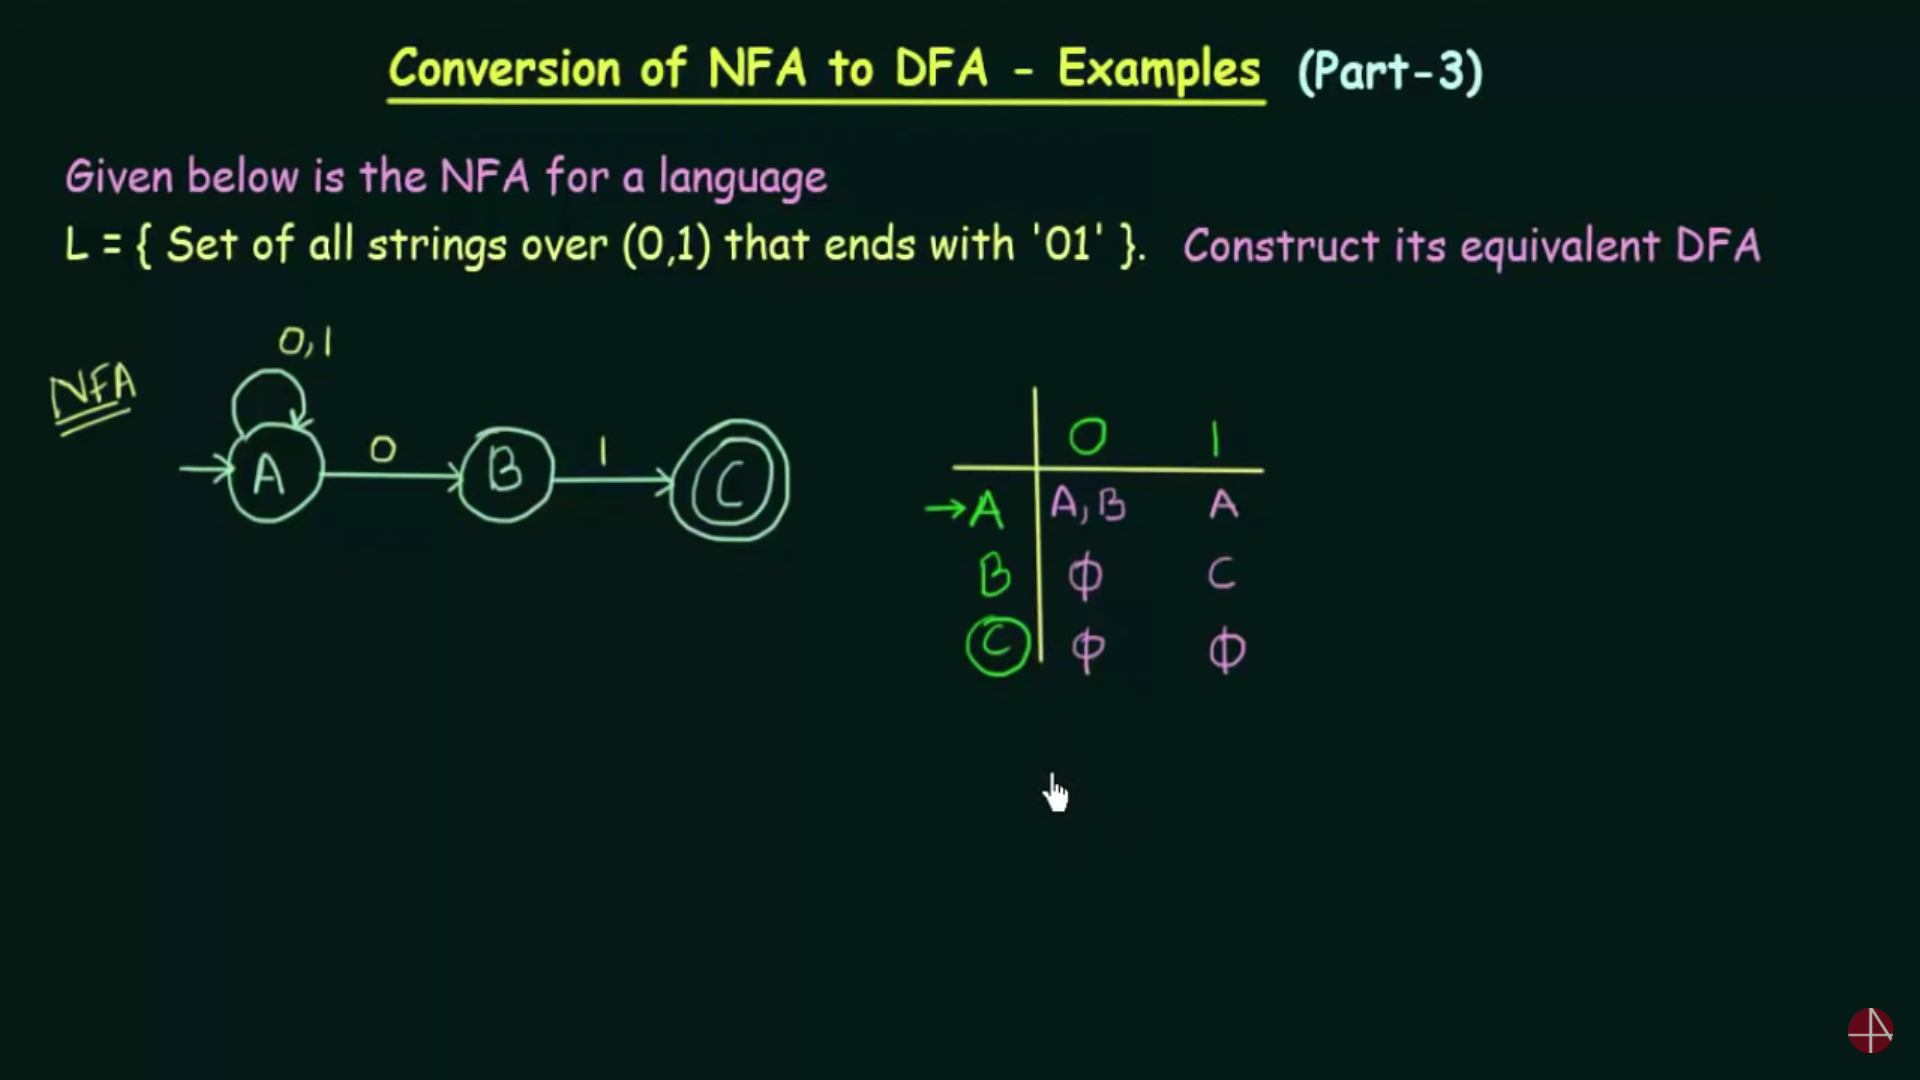 Conversion of NFA to DFA - Examples (Part-3)
Given below is the NFA for a language
L = { Set of all strings over (0,1) that ends with '01' }. Construct its equivalent DFA
NFA
0,1
A
0
B
1
C
0 1
→A A,B A
B Φ C
C Φ Φ